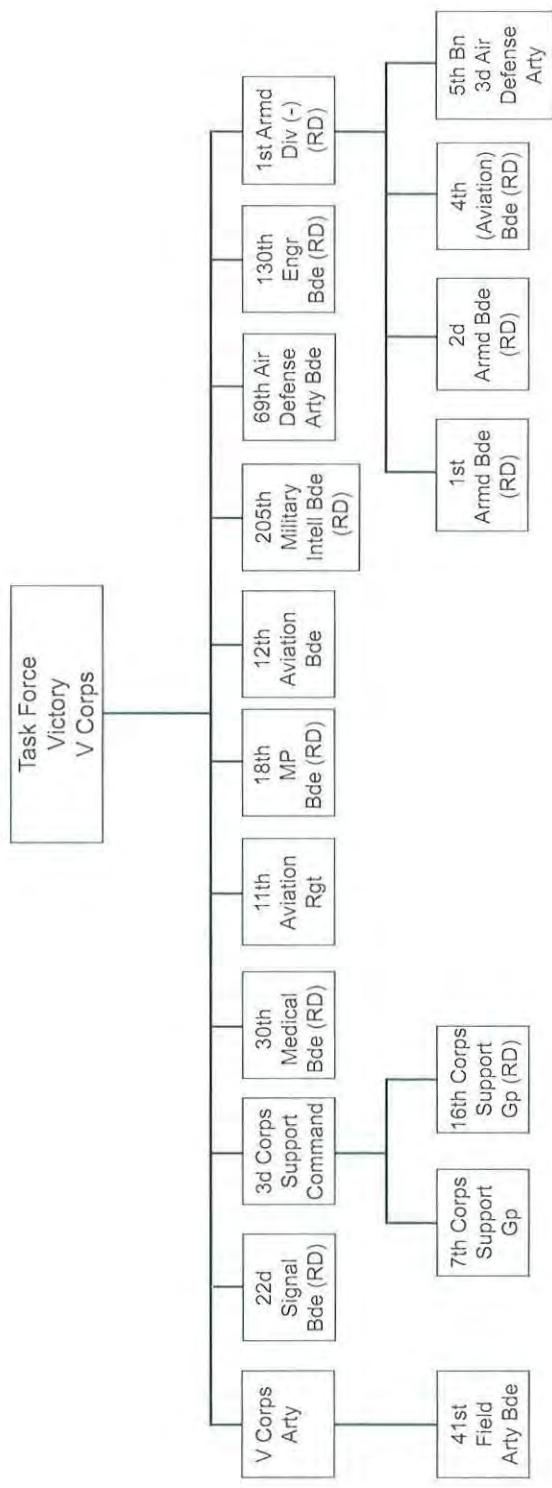 Task Force
Victory
V Corps
V Corps
Arty
22d
Signal
Bde (RD)
3d Corps
Support
Command
30th
Medical
Bde (RD)
11th
Aviation
Rgt
18th
MP
Bde (RD)
12th
Aviation
Bde
205th
Military
Intell Bde
(RD)
69th Air
Defense
Arty Bde
130th
Engr
Bde (RD)
1st Armd
Div (-)
(RD)
41st
Field
Arty Bde
7th Corps
Support
Gp
16th Corps
Support
Gp (RD)
1st
Armd Bde
(RD)
2d
Armd Bde
(RD)
4th
(Aviation)
Bde (RD)
5th Bn
3d Air
Defense
Arty